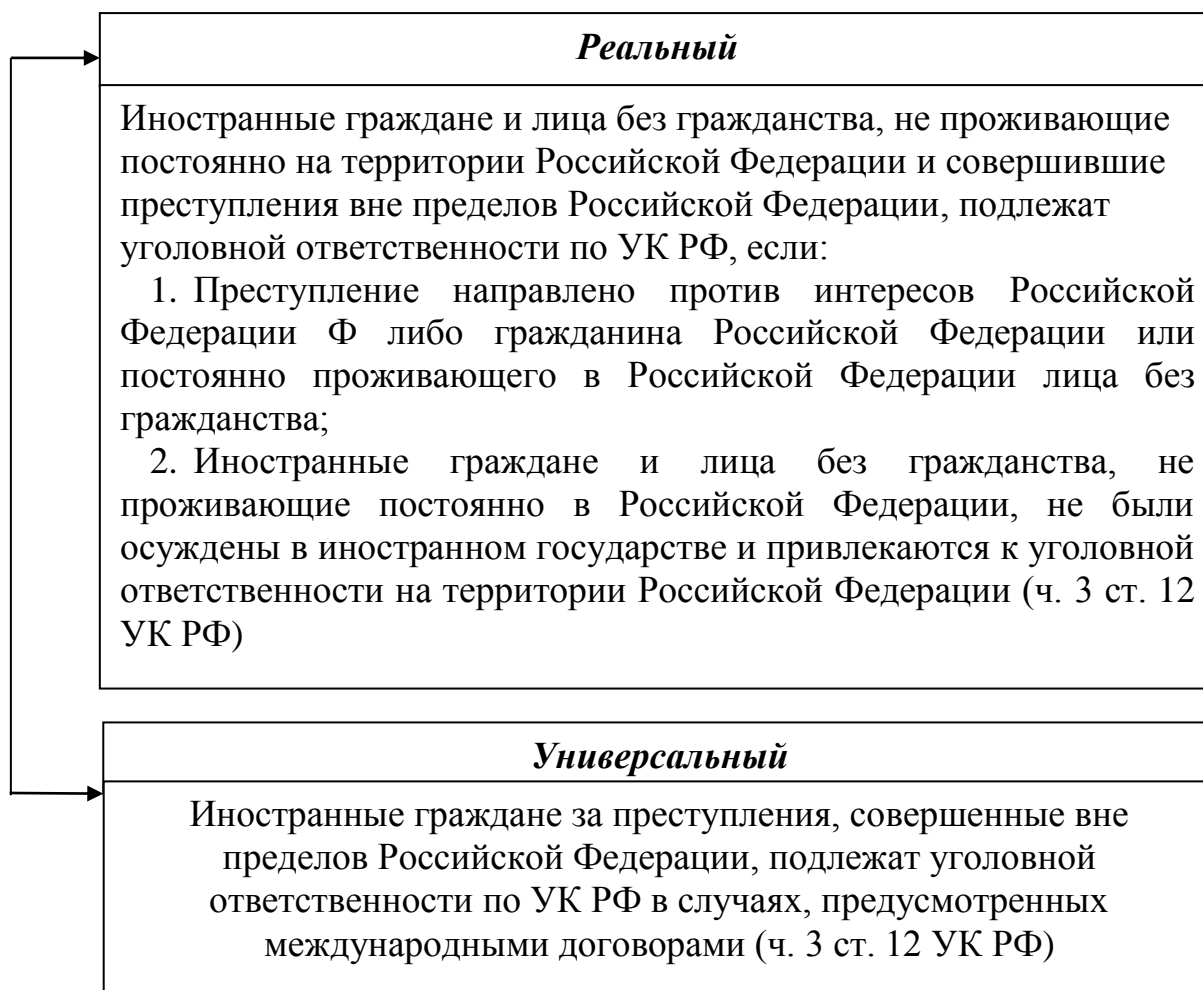 Реальный
Иностранные граждане и лица без гражданства, не проживающие
постоянно на территории Российской Федерации и совершившие
преступления вне пределов Российской Федерации, подлежат
уголовной ответственности по УК РФ, если:
1. Преступление направлено против интересов Российской
Федерации Ф либо гражданина Российской Федерации или
постоянно проживающего в Российской Федерации лица без
гражданства;
2. Иностранные граждане и лица без гражданства, не
проживающие постоянно в Российской Федерации, не были
осуждены в иностранном государстве и привлекаются к уголовной
ответственности на территории Российской Федерации (ч. 3 ст. 12
УК РФ)
Универсальный
Иностранные граждане за преступления, совершенные вне
пределов Российской Федерации, подлежат уголовной
ответственности по УК РФ в случаях, предусмотренных
международными договорами (ч. 3 ст. 12 УК РФ)